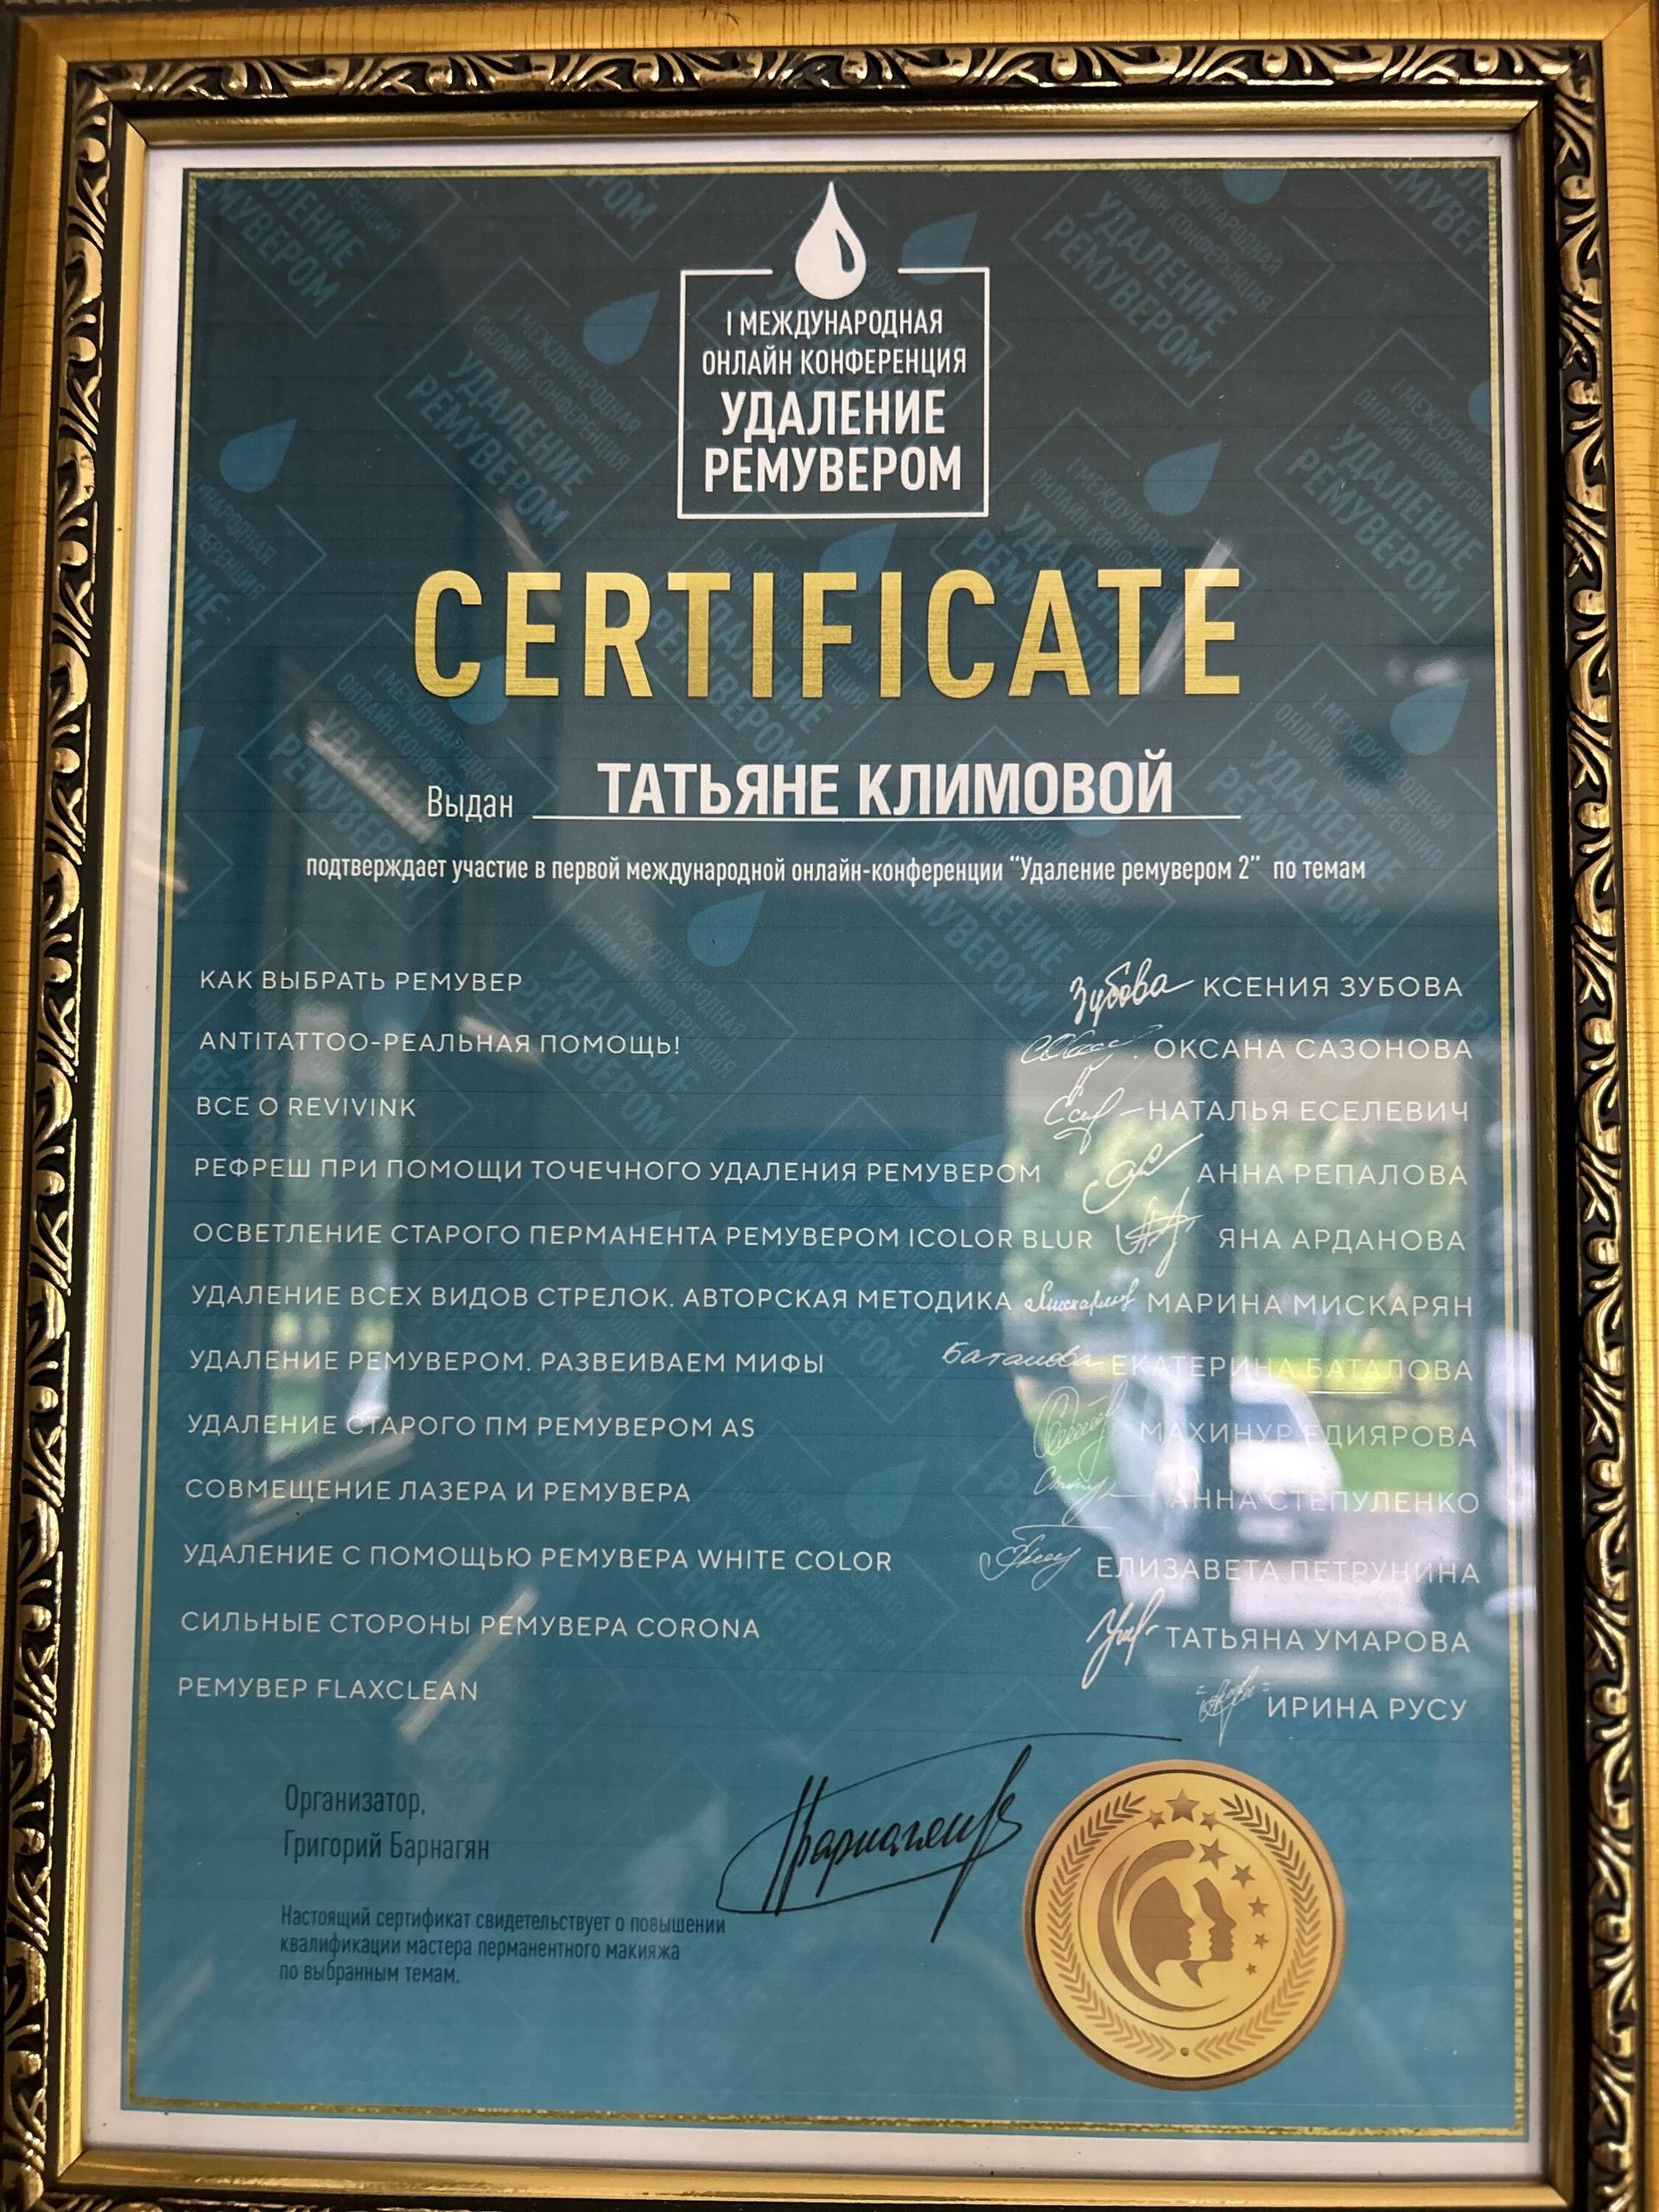 I МЕЖДУНАРОДНАЯ
ОНЛАЙН КОНФЕРЕНЦИЯ
УДАЛЕНИЕ
РЕМУВЕРОМ
CERTIFICATE
Выдан ТАТЬЯНЕ КЛИМОВОЙ
подтверждает участие в первой международной онлайн-конференции “Удаление ремувером 2” по темам
КАК ВЫБРАТЬ РЕМУВЕР Зубова КСЕНИЯ ЗУБОВА
ANTITATTOO-РЕАЛЬНАЯ ПОМОЩЬ! ОКСАНА САЗОНОВА
ВСЕ О REVIVINK НАТАЛЬЯ ЕСЕЛЕВИЧ
РЕФРЕШ ПРИ ПОМОЩИ ТОЧЕЧНОГО УДАЛЕНИЯ РЕМУВЕРОМ АННА РЕПАЛОВА
ОСВЕТЛЕНИЕ СТАРОГО ПЕРМАНЕНТА РЕМУВЕРОМ ICOLOR BLUR ЯНА АРДАНОВА
УДАЛЕНИЕ ВСЕХ ВИДОВ СТРЕЛОК. АВТОРСКАЯ МЕТОДИКА МАРИНА МИСКАРЯН
УДАЛЕНИЕ РЕМУВЕРОМ. РАЗВЕИВАЕМ МИФЫ Баталова ЕКАТЕРИНА БАТАЛОВА
УДАЛЕНИЕ СТАРОГО ПМ РЕМУВЕРОМ AS МАХИНУР ЕДИЯРОВА
СОВМЕЩЕНИЕ ЛАЗЕРА И РЕМУВЕРА АННА СТЕПУЛЕНКО
УДАЛЕНИЕ С ПОМОЩЬЮ РЕМУВЕРА WHITE COLOR ЕЛИЗАВЕТА ПЕТРУНИНА
СИЛЬНЫЕ СТОРОНЫ РЕМУВЕРА CORONA ТАТЬЯНА УМАРОВА
РЕМУВЕР FLAXCLEAN ИРИНА РУСУ
Организатор,
Григорий Барнагян
Настоящий сертификат свидетельствует о повышении
квалификации мастера перманентного макияжа
по выбранным темам.